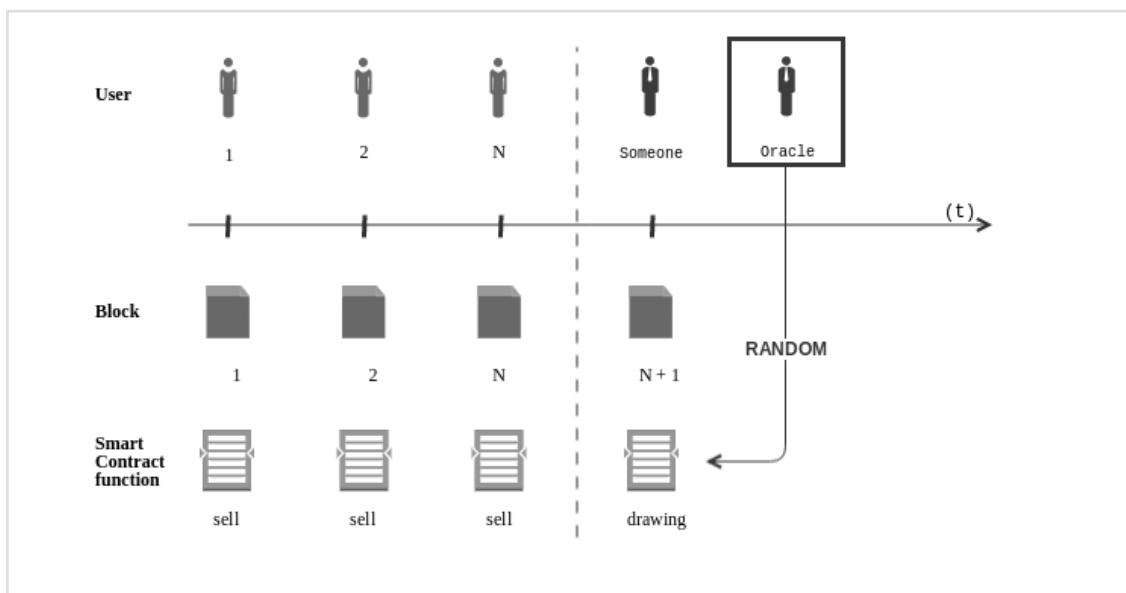 User
1
2
N
Someone
Oracle
(t)
Block
RANDOM
1
2
N
N + 1
Smart
Contract
function
sell
sell
sell
drawing